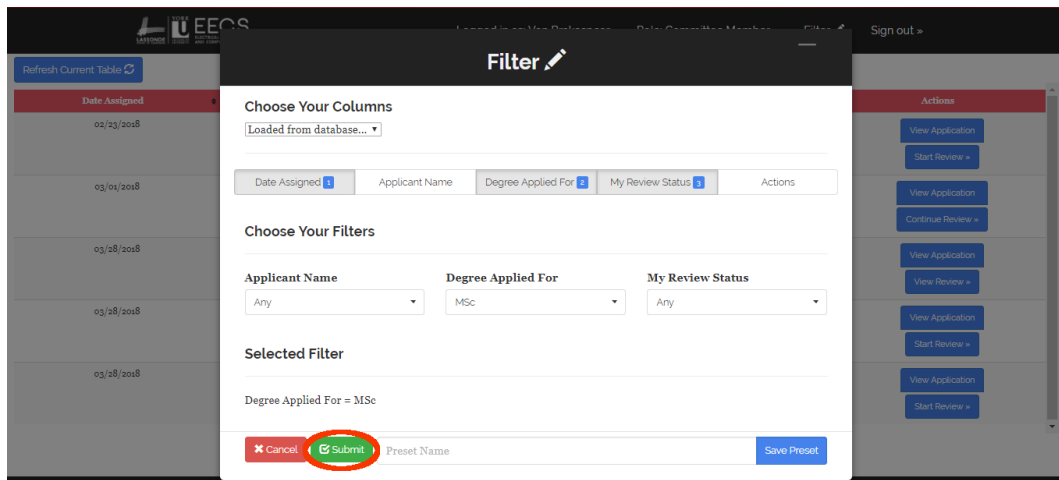 LASSONDE
YORK
U
EECS
Sign out »
Filter
Refresh Current Table
Date Assigned
Actions
02/23/2018
View Application
Start Review »
03/01/2018
View Application
Continue Review »
03/28/2018
View Application
View Review »
03/28/2018
View Application
Start Review »
03/28/2018
View Application
Start Review »
Choose Your Columns
Loaded from database...
Date Assigned 1 Applicant Name Degree Applied For 2 My Review Status 3 Actions
Choose Your Filters
Applicant Name Degree Applied For My Review Status
Any MSc Any
Selected Filter
Degree Applied For = MSc
Cancel Submit Preset Name Save Preset